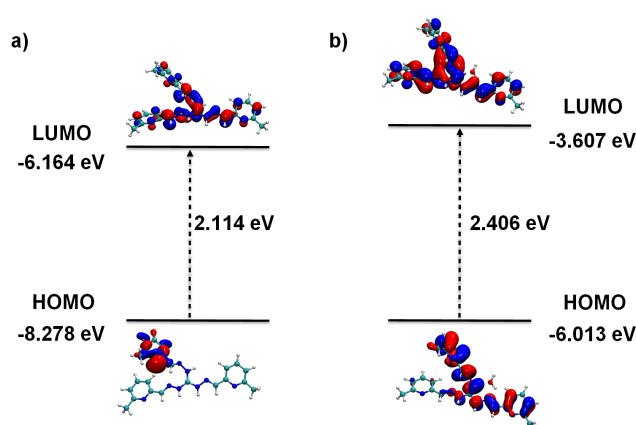 a)
LUMO
-6.164 eV
2.114 eV
HOMO
-8.278 eV
b)
LUMO
-3.607 eV
2.406 eV
HOMO
-6.013 eV